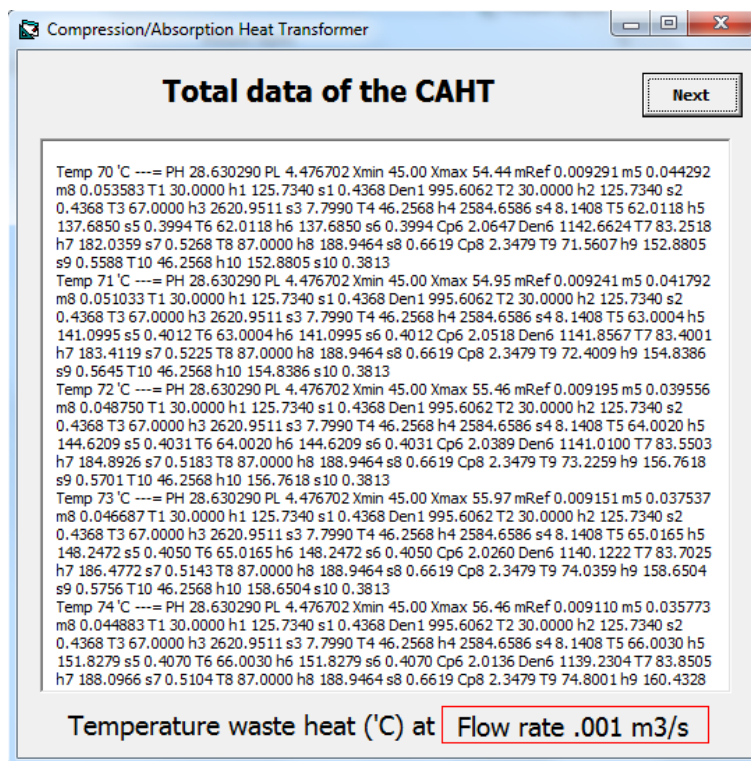 Compression/Absorption Heat Transformer
Total data of the CAHT
Next
Temp 70 'C ---= PH 28.630290 PL 4.476702 Xmin 45.00 Xmax 54.44 mRef 0.009291 m5 0.044292
m8 0.053583 T1 30.0000 h1 125.7340 s1 0.4368 Den1 995.6062 T2 30.0000 h2 125.7340 s2
0.4368 T3 67.0000 h3 2620.9511 s3 7.7990 T4 46.2568 h4 2584.6586 s4 8.1408 T5 62.0118 h5
137.6850 s5 0.3994 T6 62.0118 h6 137.6850 s6 0.3994 Cp6 2.0647 Den6 1142.6624 T7 83.2518
h7 182.0359 s7 0.5268 T8 87.0000 h8 188.9464 s8 0.6619 Cp8 2.3479 T9 71.5607 h9 152.8805
s9 0.5588 T10 46.2568 h10 152.8805 s10 0.3813
Temp 71 'C ---= PH 28.630290 PL 4.476702 Xmin 45.00 Xmax 54.95 mRef 0.009241 m5 0.041792
m8 0.051033 T1 30.0000 h1 125.7340 s1 0.4368 Den1 995.6062 T2 30.0000 h2 125.7340 s2
0.4368 T3 67.0000 h3 2620.9511 s3 7.7990 T4 46.2568 h4 2584.6586 s4 8.1408 T5 63.0004 h5
141.0995 s5 0.4012 T6 63.0004 h6 141.0995 s6 0.4012 Cp6 2.0518 Den6 1141.8567 T7 83.4001
h7 183.4119 s7 0.5225 T8 87.0000 h8 188.9464 s8 0.6619 Cp8 2.3479 T9 72.4009 h9 154.8386
s9 0.5645 T10 46.2568 h10 154.8386 s10 0.3813
Temp 72 'C ---= PH 28.630290 PL 4.476702 Xmin 45.00 Xmax 55.46 mRef 0.009195 m5 0.039556
m8 0.048750 T1 30.0000 h1 125.7340 s1 0.4368 Den1 995.6062 T2 30.0000 h2 125.7340 s2
0.4368 T3 67.0000 h3 2620.9511 s3 7.7990 T4 46.2568 h4 2584.6586 s4 8.1408 T5 64.0020 h5
144.6209 s5 0.4031 T6 64.0020 h6 144.6209 s6 0.4031 Cp6 2.0389 Den6 1141.0100 T7 83.5503
h7 184.8926 s7 0.5183 T8 87.0000 h8 188.9464 s8 0.6619 Cp8 2.3479 T9 73.2259 h9 156.7618
s9 0.5701 T10 46.2568 h10 156.7618 s10 0.3813
Temp 73 'C ---= PH 28.630290 PL 4.476702 Xmin 45.00 Xmax 55.97 mRef 0.009151 m5 0.037537
m8 0.046687 T1 30.0000 h1 125.7340 s1 0.4368 Den1 995.6062 T2 30.0000 h2 125.7340 s2
0.4368 T3 67.0000 h3 2620.9511 s3 7.7990 T4 46.2568 h4 2584.6586 s4 8.1408 T5 65.0165 h5
148.2472 s5 0.4050 T6 65.0165 h6 148.2472 s6 0.4050 Cp6 2.0260 Den6 1140.1222 T7 83.7025
h7 186.4772 s7 0.5143 T8 87.0000 h8 188.9464 s8 0.6619 Cp8 2.3479 T9 74.0359 h9 158.6504
s9 0.5756 T10 46.2568 h10 158.6504 s10 0.3813
Temp 74 'C ---= PH 28.630290 PL 4.476702 Xmin 45.00 Xmax 56.46 mRef 0.009110 m5 0.035773
m8 0.044883 T1 30.0000 h1 125.7340 s1 0.4368 Den1 995.6062 T2 30.0000 h2 125.7340 s2
0.4368 T3 67.0000 h3 2620.9511 s3 7.7990 T4 46.2568 h4 2584.6586 s4 8.1408 T5 66.0030 h5
151.8279 s5 0.4070 T6 66.0030 h6 151.8279 s6 0.4070 Cp6 2.0136 Den6 1139.2304 T7 83.8505
h7 188.0966 s7 0.5104 T8 87.0000 h8 188.9464 s8 0.6619 Cp8 2.3479 T9 74.8001 h9 160.4328
Temperature waste heat ('C) at Flow rate .001 m3/s